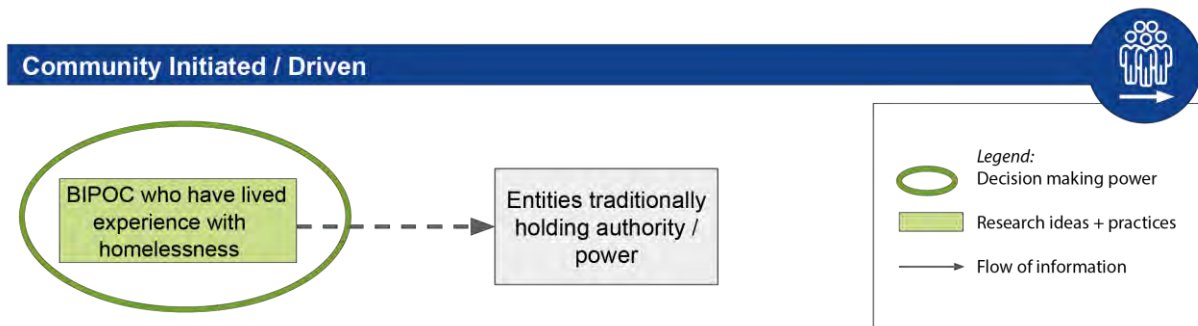 Community Initiated / Driven
BIPOC who have lived
experience with
homelessness
Entities traditionally
holding authority /
power
Legend:
Decision making power
Research ideas + practices
Flow of information